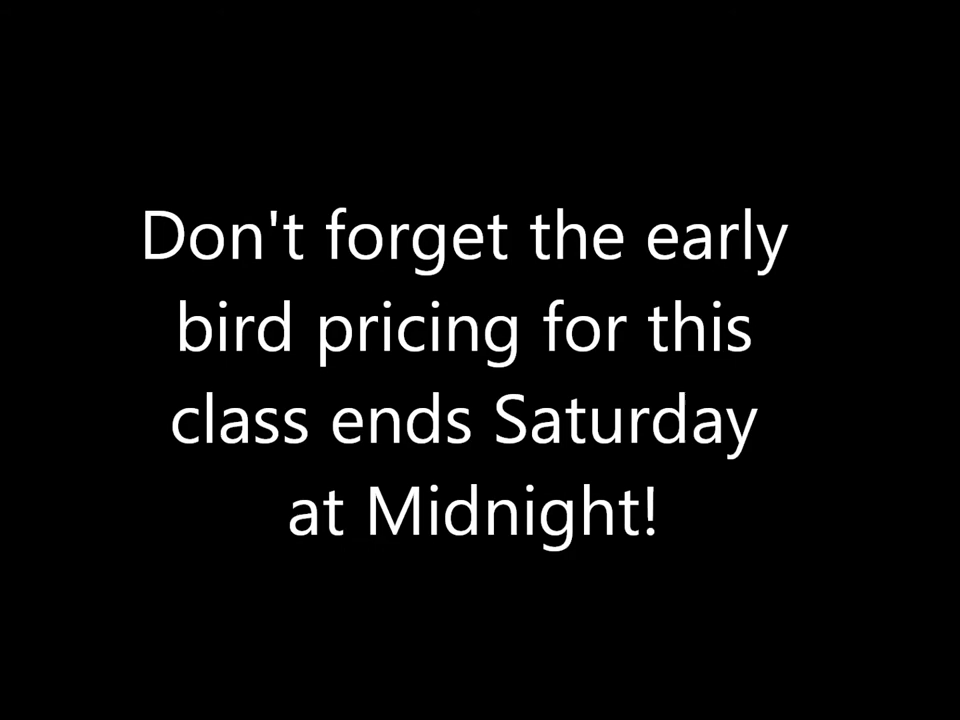 Don't forget the early
bird pricing for this
class ends Saturday
at Midnight!